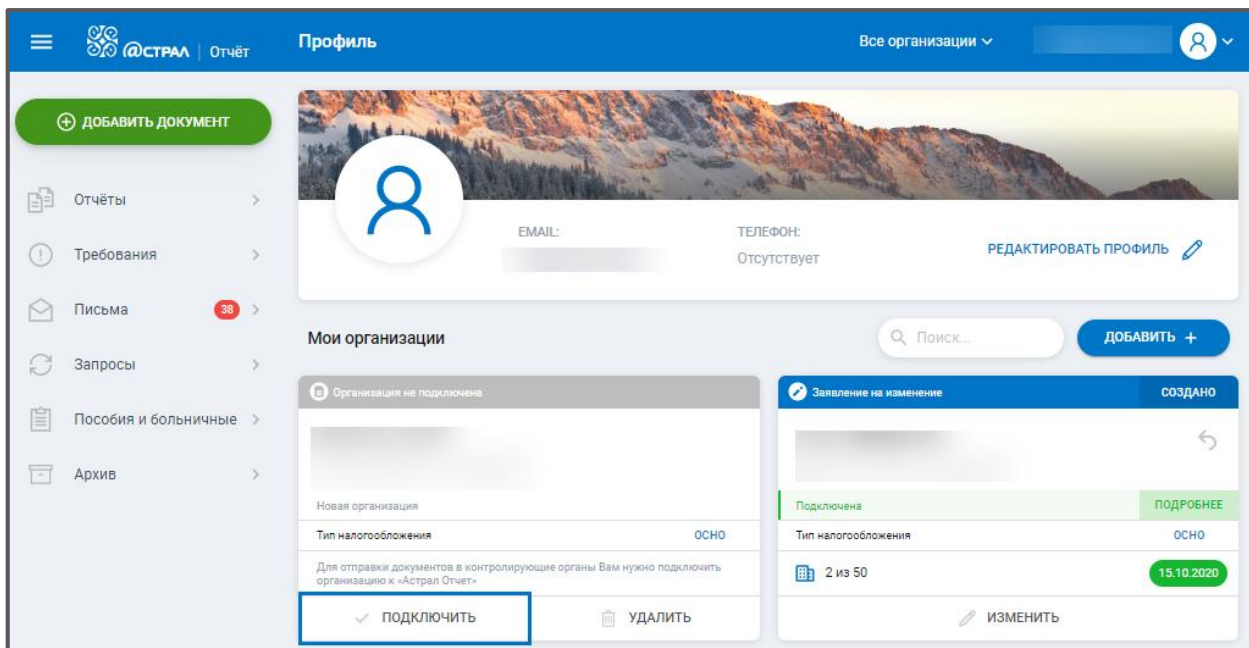 @СТРАЛ | Отчёт
Профиль
Все организации
ДОБАВИТЬ ДОКУМЕНТ
Отчёты
Требования
Письма
38
Запросы
Пособия и больничные
Архив
EMAIL:
ТЕЛЕФОН:
Отсутствует
РЕДАКТИРОВАТЬ ПРОФИЛЬ
Мои организации
Поиск...
ДОБАВИТЬ +
Организация не подключена
Новая организация
Тип налогообложения ОСНО
Для отправки документов в контролирующие органы Вам нужно подключить
организацию к «Астрал Отчет»
ПОДКЛЮЧИТЬ
УДАЛИТЬ
Заявление на изменение
СОЗДАНО
Подключена
ПОДРОБНЕЕ
Тип налогообложения ОСНО
2 из 50
15.10.2020
ИЗМЕНИТЬ